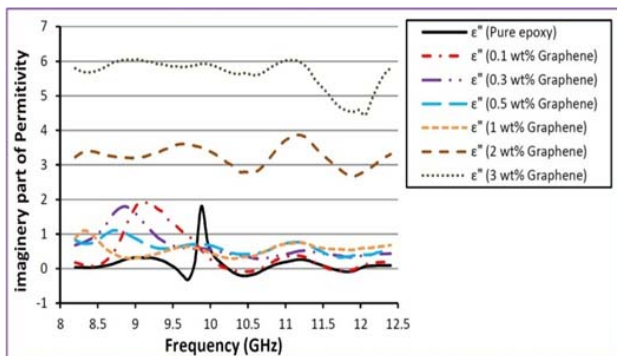 7
6
5
4
3
2
1
0
-1
imaginery part of Permitivity
8 8.5 9 9.5 10 10.5 11 11.5 12 12.5
Frequency (GHz)
ε" (Pure epoxy)
ε" (0.1 wt% Graphene)
ε" (0.3 wt% Graphene)
ε" (0.5 wt% Graphene)
ε" (1 wt% Graphene)
ε" (2 wt% Graphene)
ε" (3 wt% Graphene)